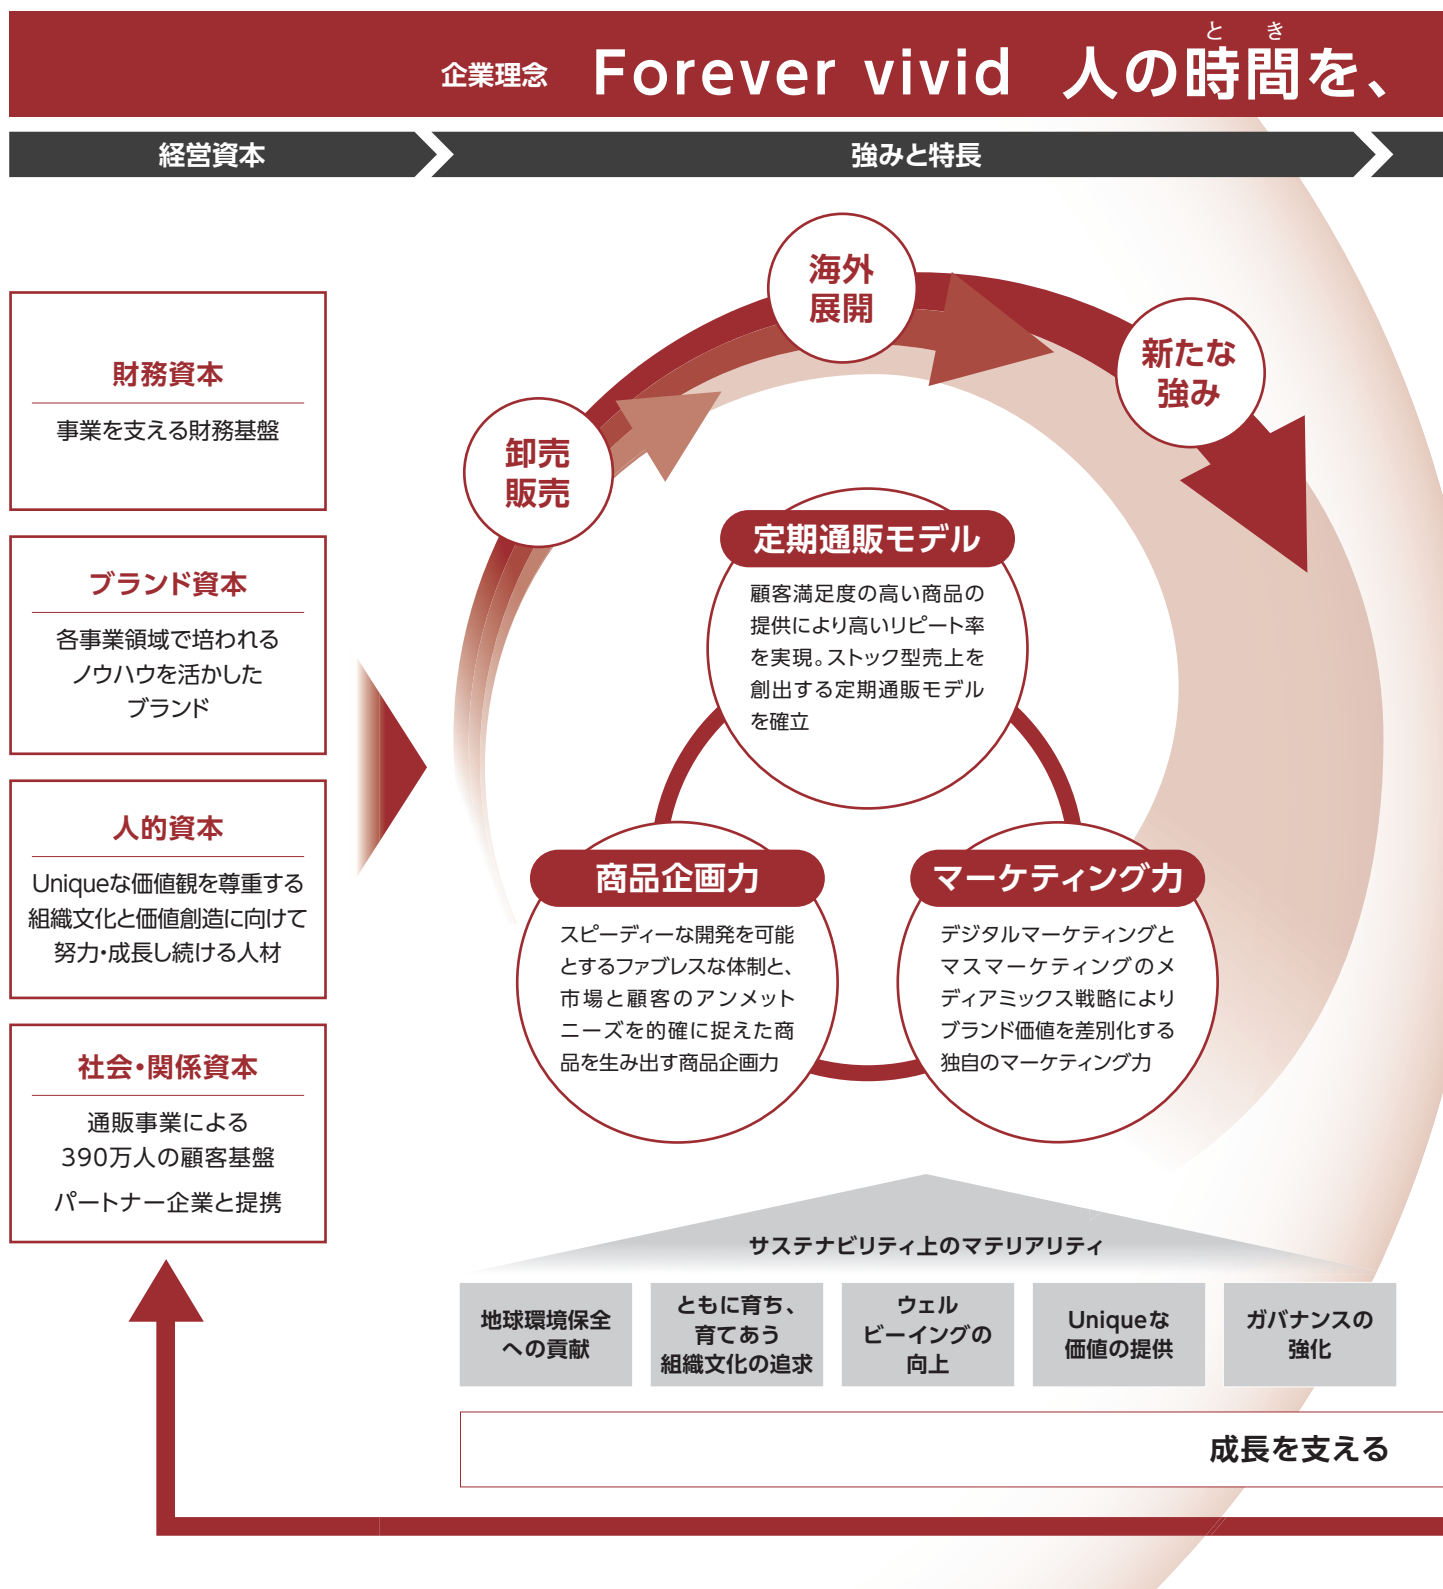 とき
企業理念 Forever vivid 人の時間を、
経営資本
強みと特長
財務資本
事業を支える財務基盤
ブランド資本
各事業領域で培われる
ノウハウを活かした
ブランド
人的資本
Uniqueな価値観を尊重する
組織文化と価値創造に向けて
努力・成長し続ける人材
社会・関係資本
通販事業による
390万人の顧客基盤
パートナー企業と提携
卸売
販売
海外
展開
新たな
強み
定期通販モデル
顧客満足度の高い商品の
提供により高いリピート率
を実現。ストック型売上を
創出する定期通販モデル
を確立
商品企画力
スピーディーな開発を可能
とするファブレスな体制と、
市場と顧客のアンメット
ニーズを的確に捉えた商
品を生み出す商品企画力
マーケティング力
デジタルマーケティングと
マスマーケティングのメ
ディアミックス戦略により
ブランド価値を差別化する
独自のマーケティング力
サステナビリティ上のマテリアリティ
地球環境保全
への貢献
ともに育ち、
育てあう
組織文化の追求
ウェル
ビーイングの
向上
Uniqueな
価値の提供
ガバナンスの
強化
成長を支える